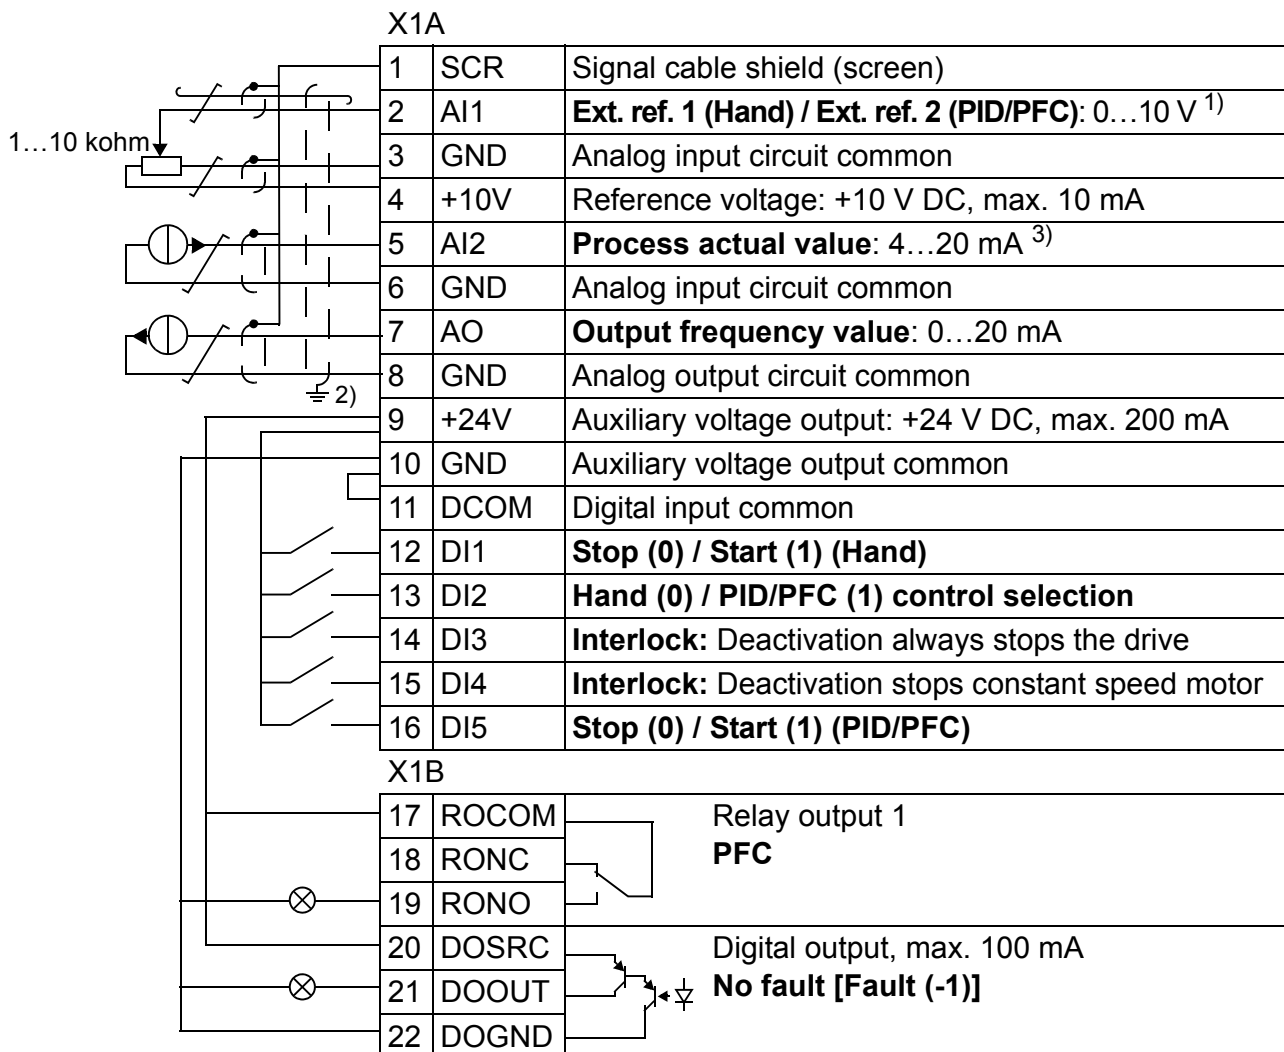 X1A
1 SCR Signal cable shield (screen)
2 AI1 Ext. ref. 1 (Hand) / Ext. ref. 2 (PID/PFC): 0…10 V 1)
1…10 kohm
3 GND Analog input circuit common
4 +10V Reference voltage: +10 V DC, max. 10 mA
5 AI2 Process actual value: 4…20 mA 3)
6 GND Analog input circuit common
7 AO Output frequency value: 0…20 mA
8 GND Analog output circuit common
2)
9 +24V Auxiliary voltage output: +24 V DC, max. 200 mA
10 GND Auxiliary voltage output common
11 DCOM Digital input common
12 DI1 Stop (0) / Start (1) (Hand)
13 DI2 Hand (0) / PID/PFC (1) control selection
14 DI3 Interlock: Deactivation always stops the drive
15 DI4 Interlock: Deactivation stops constant speed motor
16 DI5 Stop (0) / Start (1) (PID/PFC)
X1B
17 ROCOM Relay output 1
18 RONC PFC
19 RONO
20 DOSRC Digital output, max. 100 mA
21 DOOUT No fault [Fault (-1)]
22 DOGND